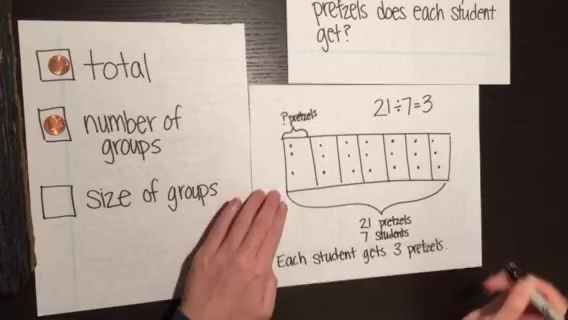 pretzels does each student
get?
total
number of
groups
size of groups
21÷7=3
? pretzels
21 pretzels
7 students
Each student gets 3 pretzels.